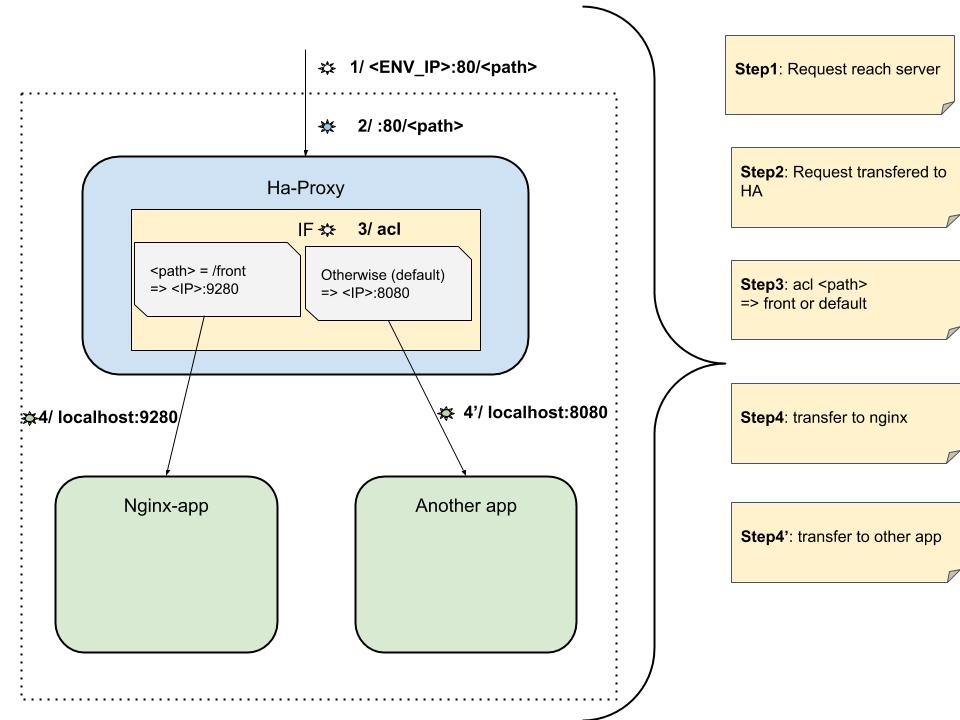 1/ <ENV_IP>:80/<path>
2/ :80/<path>
Ha-Proxy
IF
3/ acl
<path> = /front
=> <IP>:9280
Otherwise (default)
=> <IP>:8080
4/ localhost:9280
4’/ localhost:8080
Nginx-app
Another app
Step1: Request reach server
Step2: Request transfered to
HA
Step3: acl <path>
=> front or default
Step4: transfer to nginx
Step4’: transfer to other app